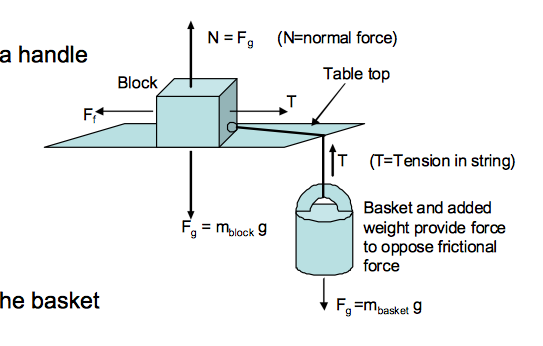 N = Fg (N=normal force)
a handle
Table top
Block
Ff
T
T (T=Tension in string)
Fg = mblock g
Basket and added
weight provide force
to oppose frictional
force
he basket
Fg =mbasket g